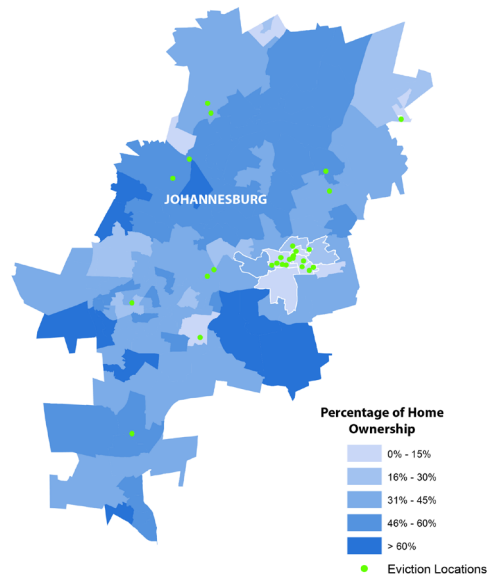 JOHANNESBURG
Percentage of Home
Ownership
0% - 15%
16% - 30%
31% - 45%
46% - 60%
> 60%
Eviction Locations